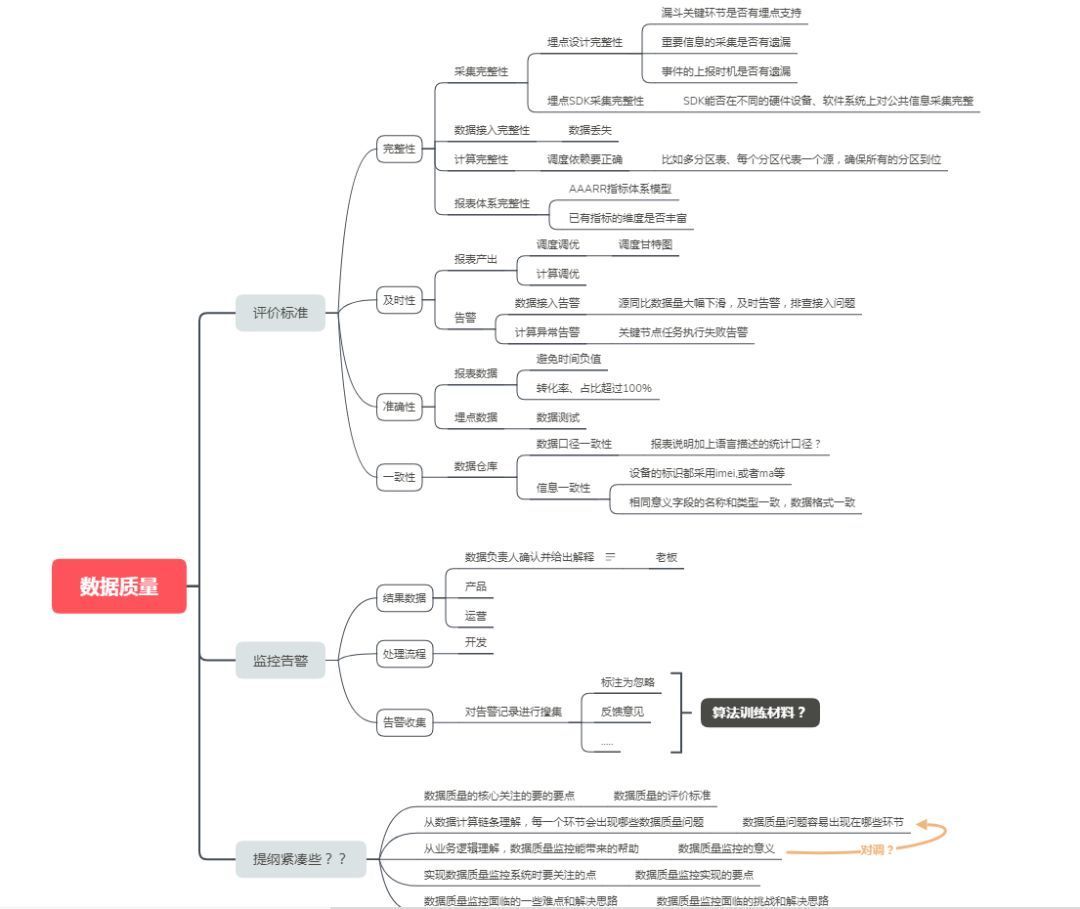 数据质量
评价标准
完整性
采集完整性
埋点设计完整性
漏斗关键环节是否有埋点支持
重要信息的采集是否有遗漏
事件的上报时机是否有遗漏
埋点SDK采集完整性
SDK能否在不同的硬件设备、软件系统上对公共信息采集完整
数据接入完整性
数据丢失
计算完整性
调度依赖要正确
比如多分区表、每个分区代表一个源，确保所有的分区到位
报表体系完整性
AAARR指标体系模型
已有指标的维度是否丰富
及时性
报表产出
调度调优
调度甘特图
计算调优
告警
数据接入告警
源同比数据量大幅下滑，及时告警，排查接入问题
计算异常告警
关键节点任务执行失败告警
准确性
报表数据
避免时间负值
转化率、占比超过100%
埋点数据
数据测试
一致性
数据仓库
数据口径一致性
报表说明加上语言描述的统计口径？
信息一致性
设备的标识都采用imei,或者ma等
相同意义字段的名称和类型一致，数据格式一致
监控告警
结果数据
数据负责人确认并给出解释
老板
产品
运营
处理流程
开发
告警收集
对告警记录进行撞集
标注为忽略
反馈意见
.....
算法训练材料？
提纲紧凑些？？
数据质量的核心关注的要的要点
数据质量的评价标准
从数据计算链条理解，每一个环节会出现哪些数据质量问题
数据质量问题容易出现在哪些环节
从业务逻辑理解，数据质量监控能带来的帮助
数据质量监控的意义
对调？
实现数据质量监控系统时要关注的点
数据质量监控实现的要点
数据质量监控面临的一些难点和解决思路
数据质量监控面临的挑战和解决思路